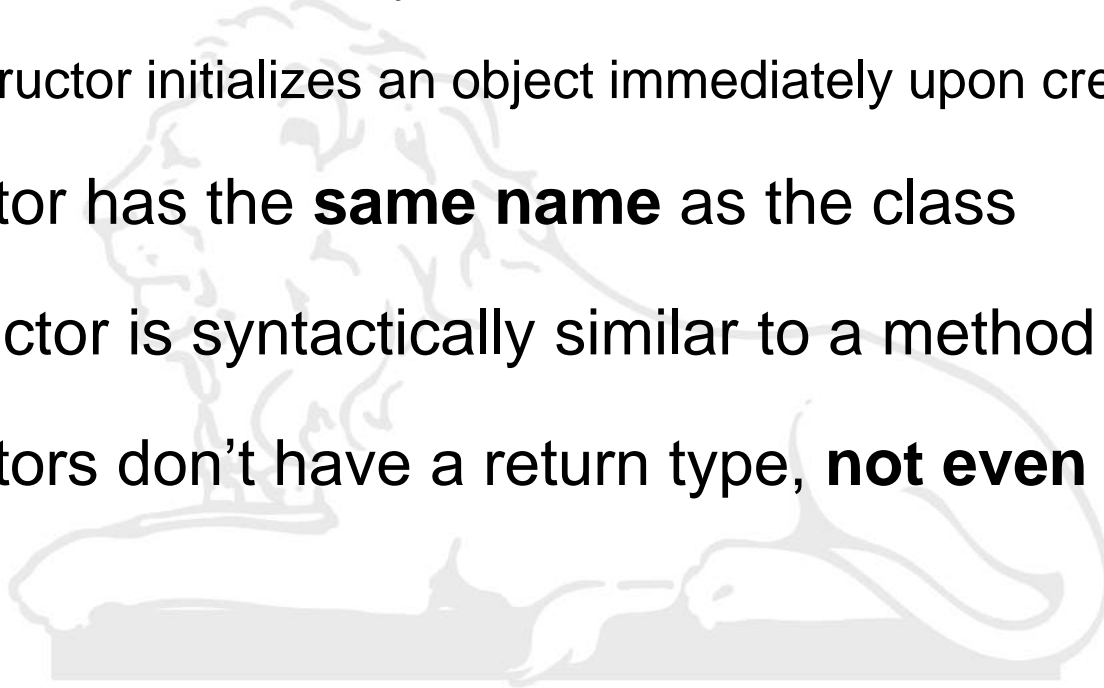 ructor initializes an object immediately upon cre
tor has the same name as the class
ctor is syntactically similar to a method
tors don’t have a return type, not even